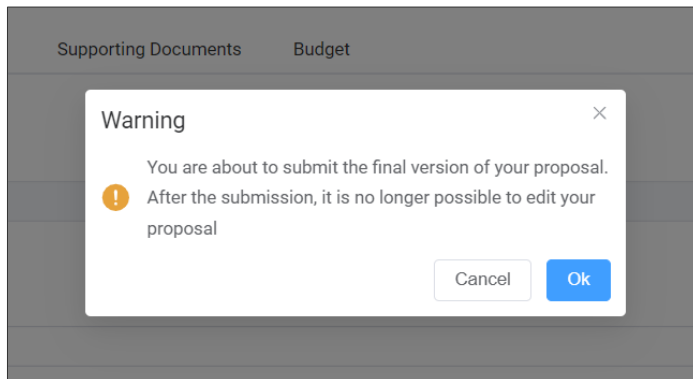 Supporting Documents Budget
Warning
You are about to submit the final version of your proposal.
After the submission, it is no longer possible to edit your
proposal
Cancel Ok